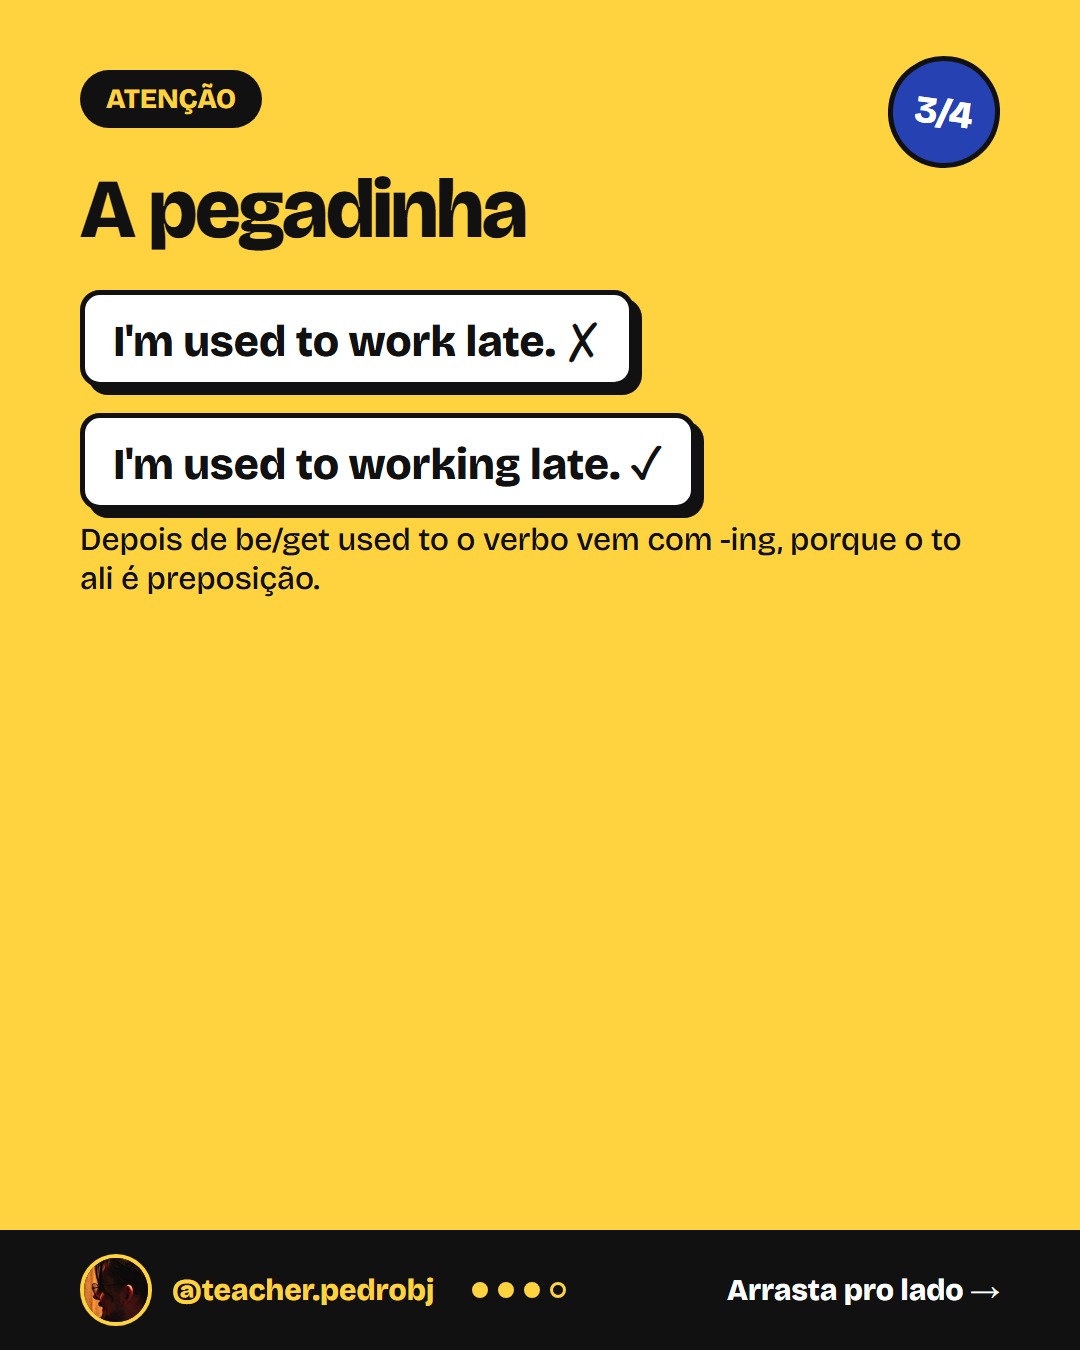 ATENÇÃO
3/4
A pegadinha
I'm used to work late. ✗
I'm used to working late. ✓
Depois de be/get used to o verbo vem com -ing, porque o to
ali é preposição.
@teacher.pedrobj
Arrasta pro lado →